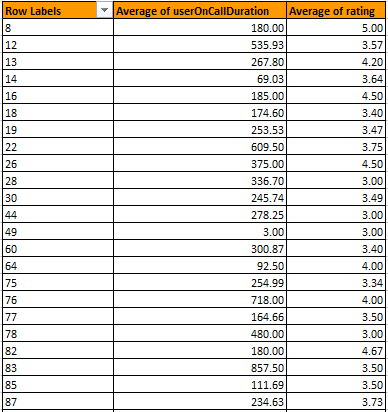 Row Labels Average of userOnCallDuration Average of rating
8 180.00 5.00
12 535.93 3.57
13 267.80 4.20
14 69.03 3.64
16 185.00 4.50
18 174.60 3.40
19 253.53 3.47
22 609.50 3.75
26 375.00 4.50
28 336.70 3.00
30 245.74 3.49
44 278.25 3.00
49 3.00 3.00
60 300.87 3.40
64 92.50 4.00
75 254.99 3.34
76 718.00 4.00
77 164.66 3.50
78 480.00 3.00
82 180.00 4.67
83 857.50 3.50
85 111.69 3.50
87 234.63 3.73